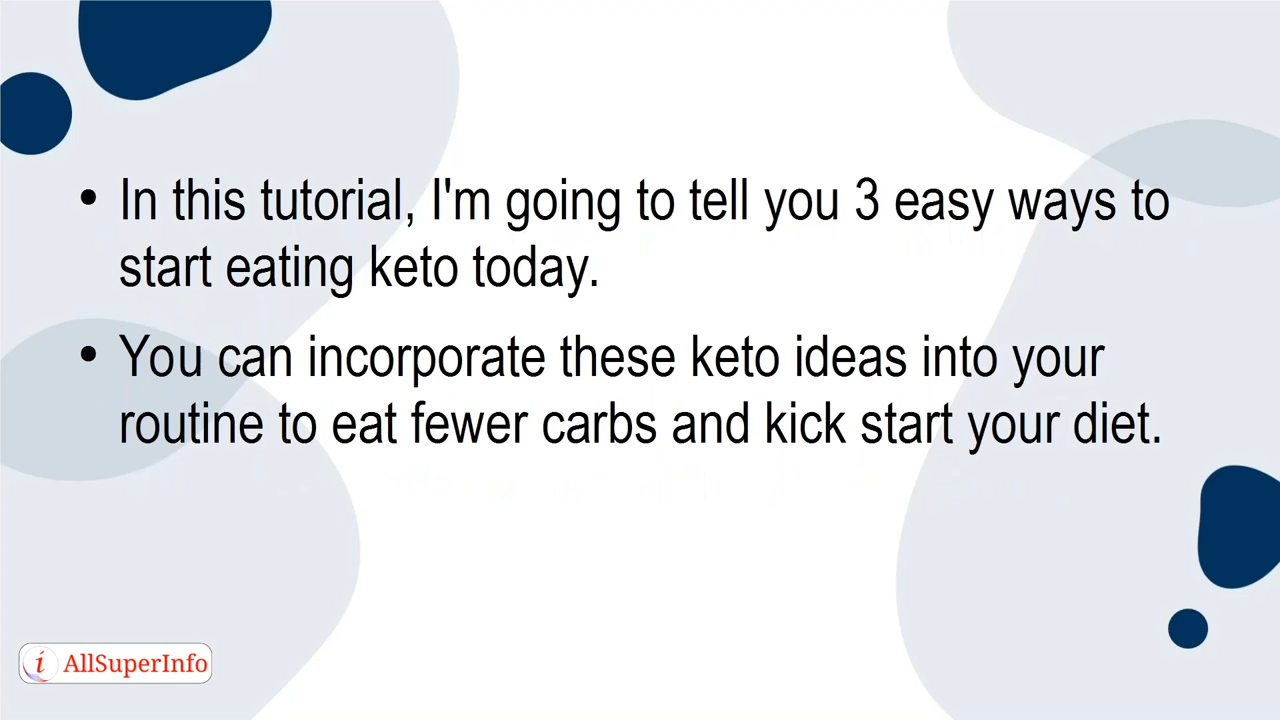 • In this tutorial, I'm going to tell you 3 easy ways to
start eating keto today.
• You can incorporate these keto ideas into your
routine to eat fewer carbs and kick start your diet.
i AllSuperInfo